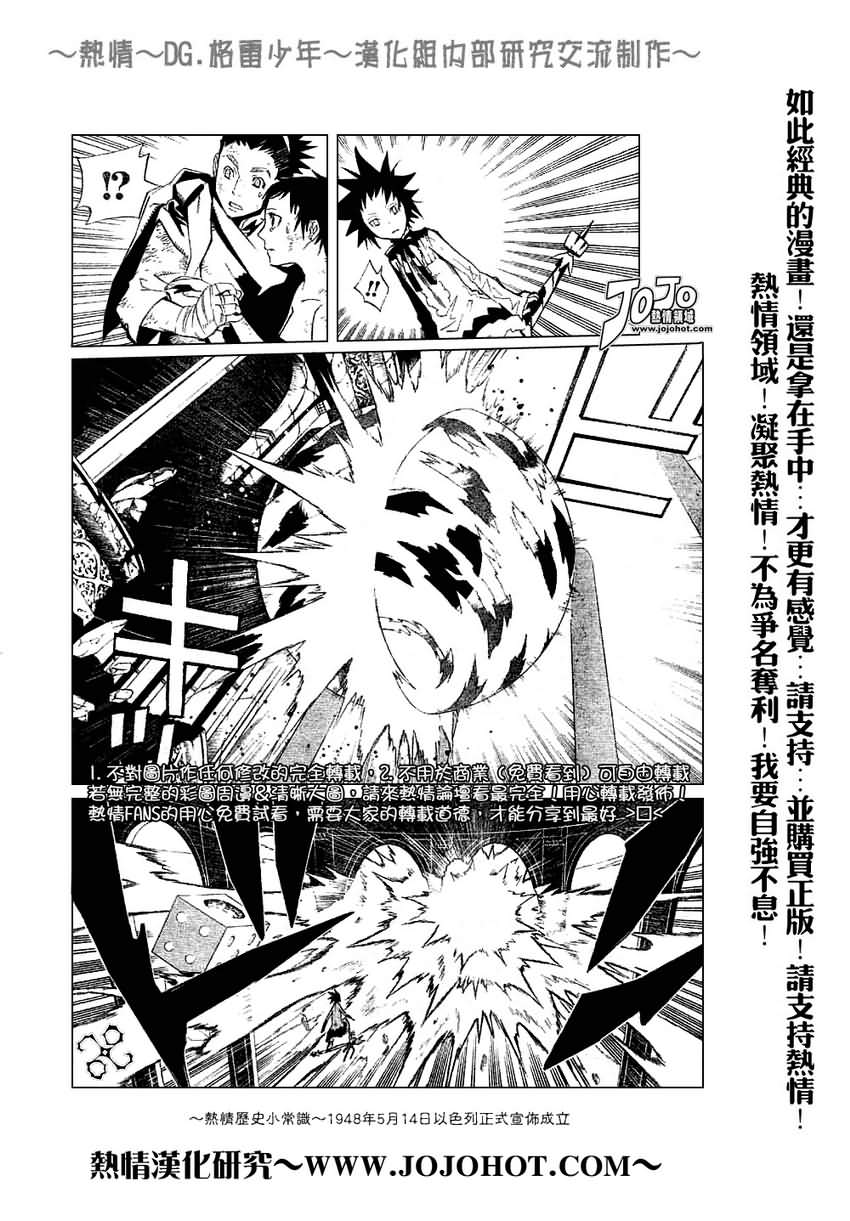 ～熱情～DG.格雷少年～漢化組內部研究交流制作～
如此經典的漫畫！還是拿在手中…才更有感覺…請支持…並購買正版！請支持熱情！
熱情領域！凝聚熱情！不為爭名奪利！我要自強不息！
!?
!!
JOJO
熱情領域
www.jojohot.com
1. 不對圖片作任何修改的完全轉載，2. 不用於商業（免費看到）可自由轉載
若無完整的彩圖周邊&清晰大圖，請來熱情論壇看最完全！用心轉載發佈！
熱情FANS的用心免費試看，需要大家的轉載道德，才能分享到最好 >口<
～熱情歷史小常識～1948年5月14日以色列正式宣佈成立
熱情漢化研究～WWW.JOJOHOT.COM～